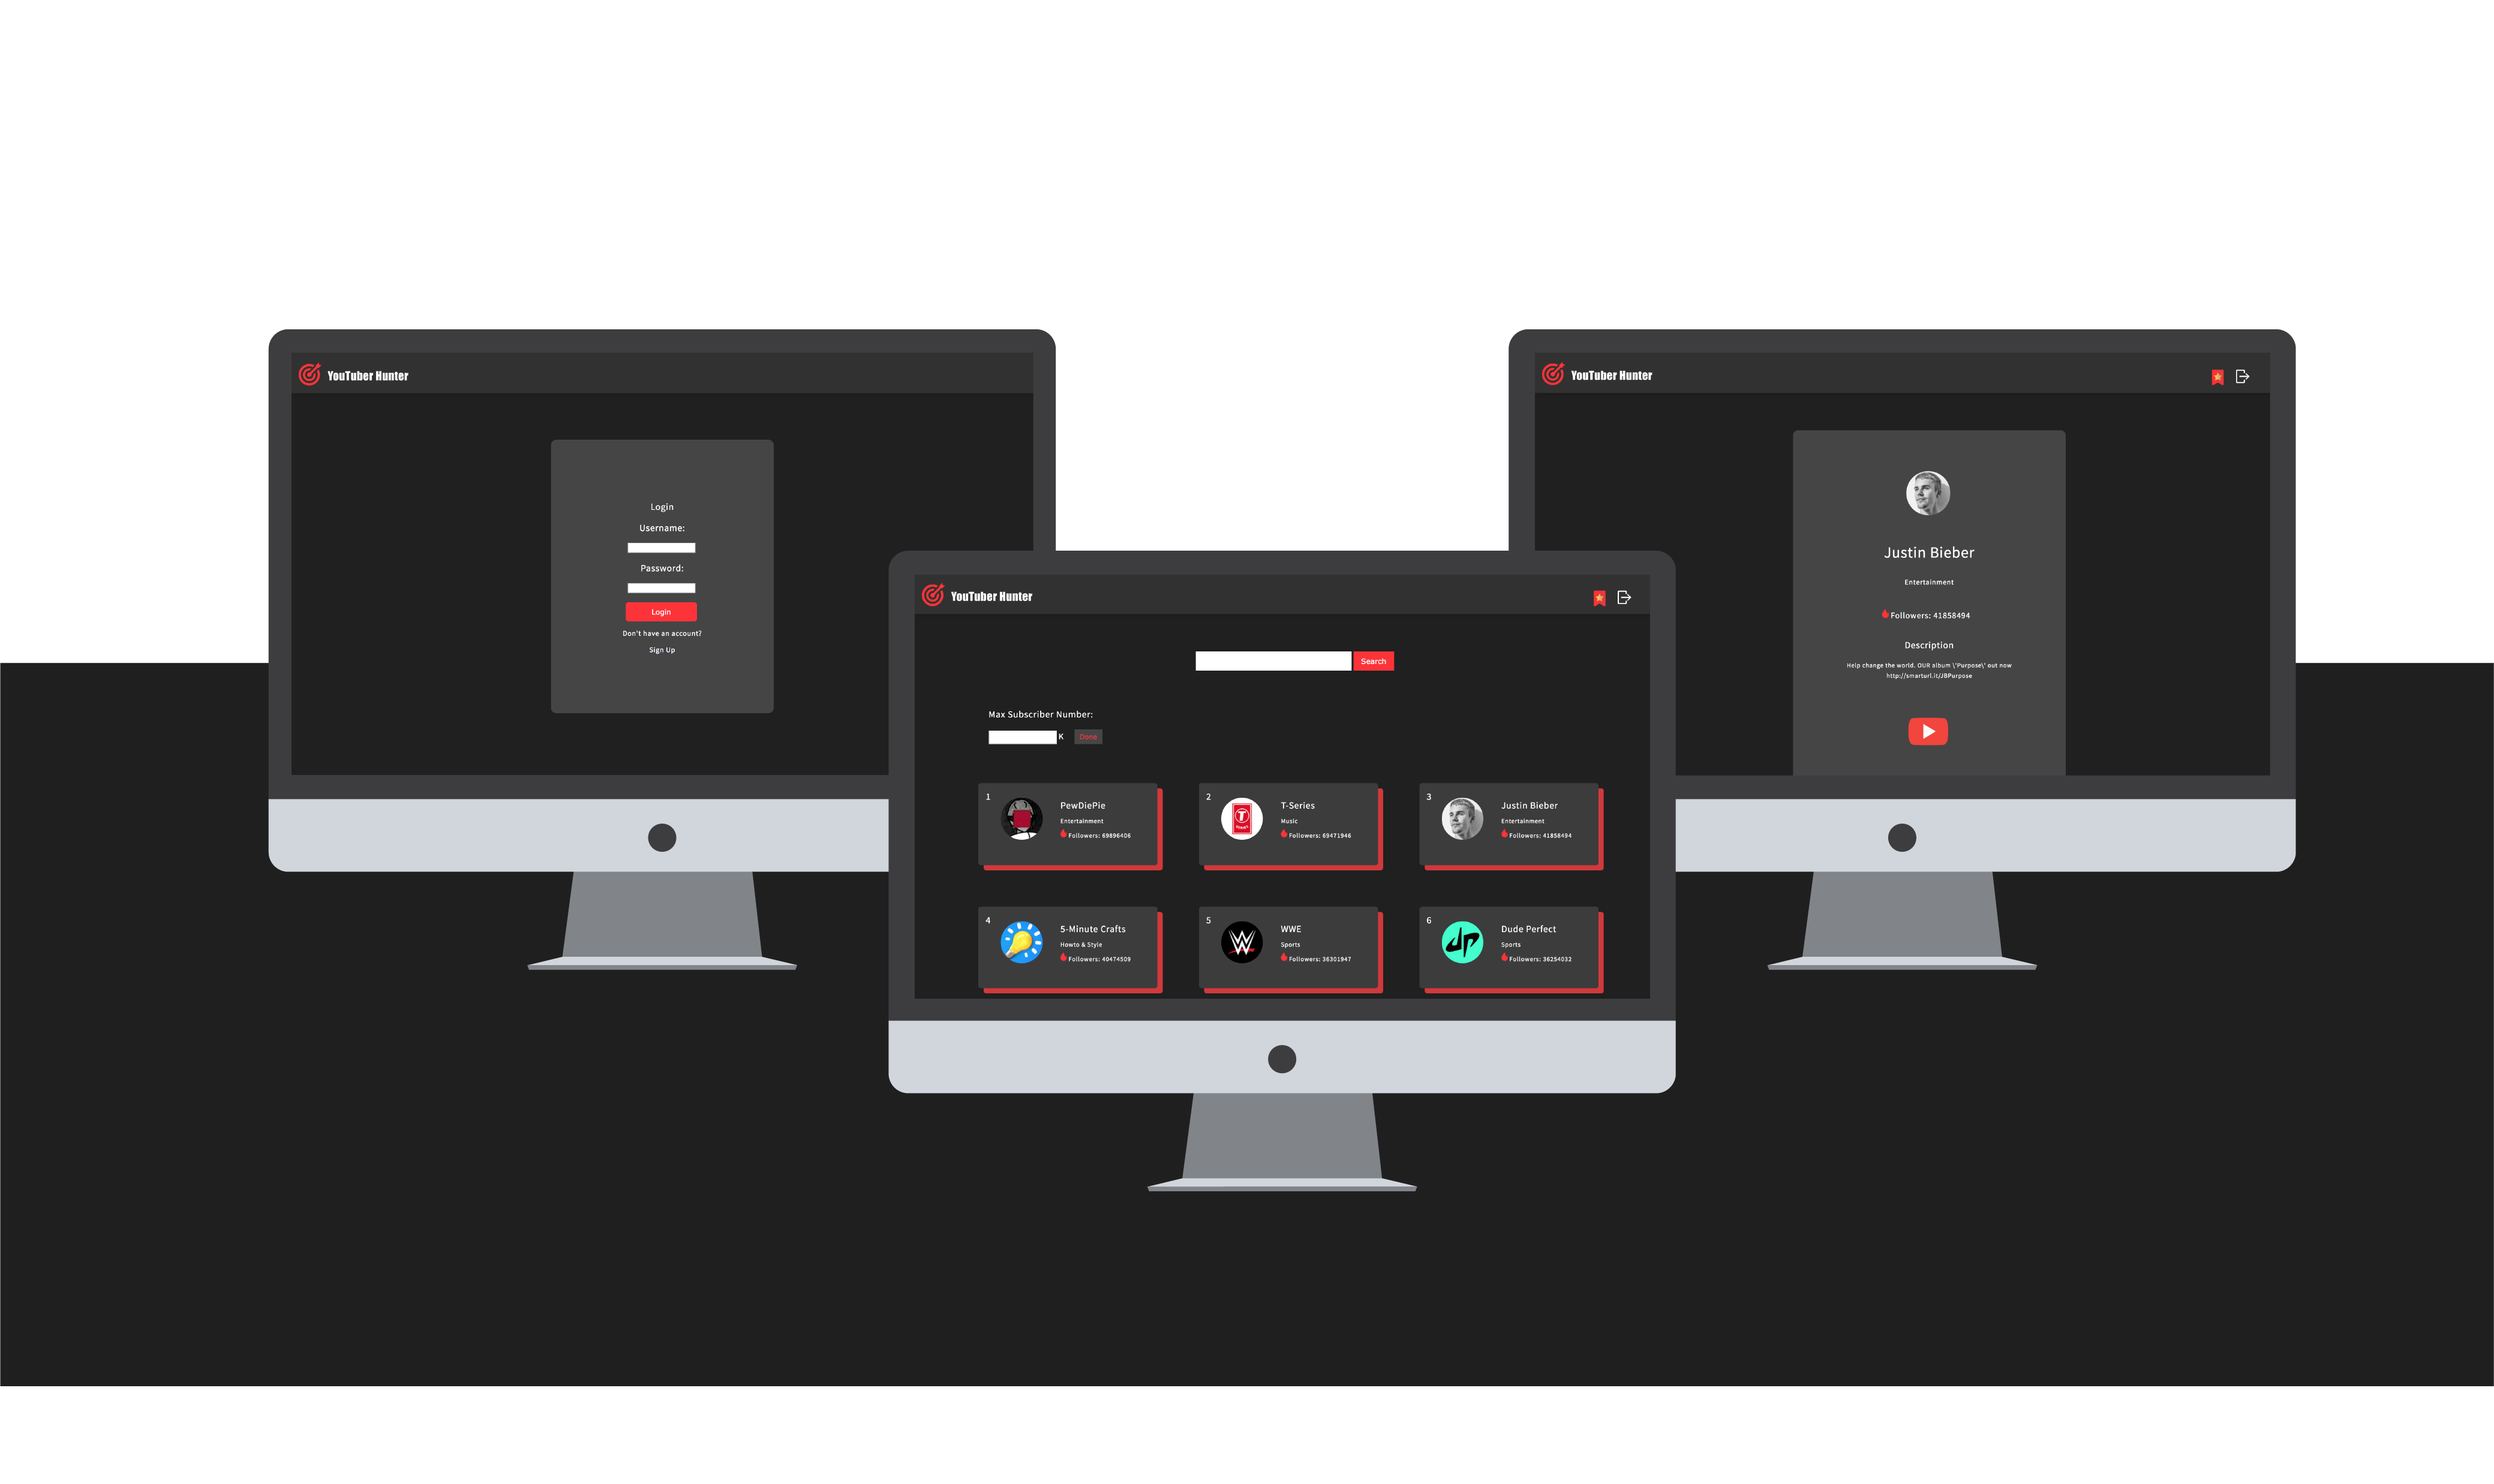 YouTuber Hunter
Login
Username:
Password:
Login
Don't have an account?
Sign Up
YouTuber Hunter
Search
Max Subscriber Number:
K Done
1 PewDiePie
Entertainment
Followers: 69896406
2 T-Series
Music
Followers: 69471946
3 Justin Bieber
Entertainment
Followers: 41858494
4 5-Minute Crafts
Howto & Style
Followers: 40474509
5 WWE
Sports
Followers: 36301947
6 Dude Perfect
Sports
Followers: 36254032
YouTuber Hunter
Justin Bieber
Entertainment
Followers: 41858494
Description
Help change the world. OUR album \'Purpose\' out now
http://smarturl.it/JBPurpose